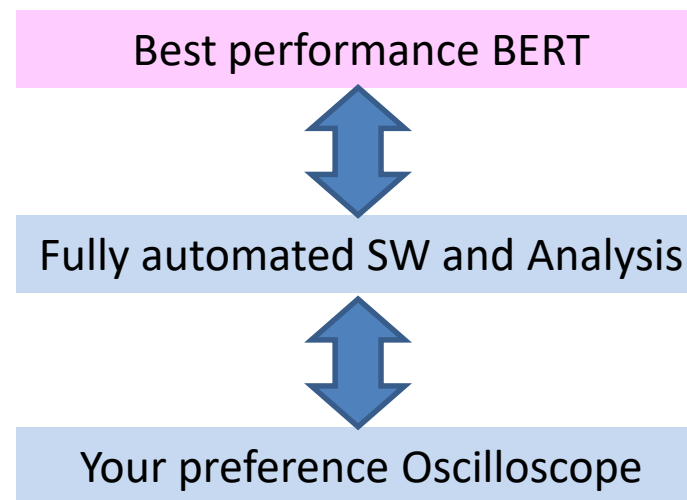 Best performance BERT
Fully automated SW and Analysis
Your preference Oscilloscope